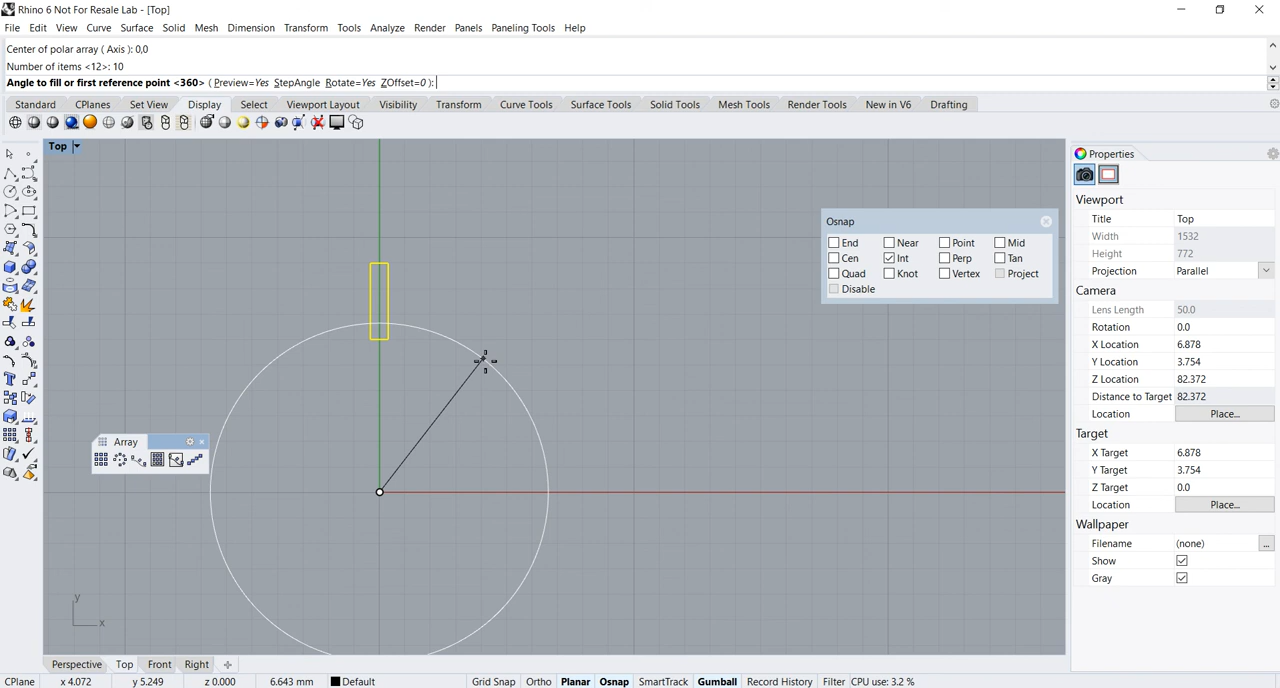 Rhino 6 Not For Resale Lab - [Top]
File Edit View Curve Surface Solid Mesh Dimension Transform Tools Analyze Render Panels Paneling Tools Help
Center of polar array ( Axis ): 0,0
Number of items <12>: 10
Angle to fill or first reference point <360> ( Preview=Yes StepAngle Rotate=Yes ZOffset=0 ):
Standard CPlanes Set View Display Select Viewport Layout Visibility Transform Curve Tools Surface Tools Solid Tools Mesh Tools Render Tools New in V6 Drafting
Top
Properties
Viewport
Title Top
Width 1532
Height 772
Projection Parallel
Camera
Lens Length 50.0
Rotation 0.0
X Location 6.878
Y Location 3.754
Z Location 82.372
Distance to Target 82.372
Location Place...
Target
X Target 6.878
Y Target 3.754
Z Target 0.0
Location Place...
Wallpaper
Filename (none) ...
Show
Gray
Osnap
End Near Point Mid
Cen Int Perp Tan
Quad Knot Vertex Project
Disable
Array
y
x
Perspective Top Front Right
CPlane x 4.072 y 5.249 z 0.000 6.643 mm Default Grid Snap Ortho Planar Osnap SmartTrack Gumball Record History Filter CPU use: 3.2 %